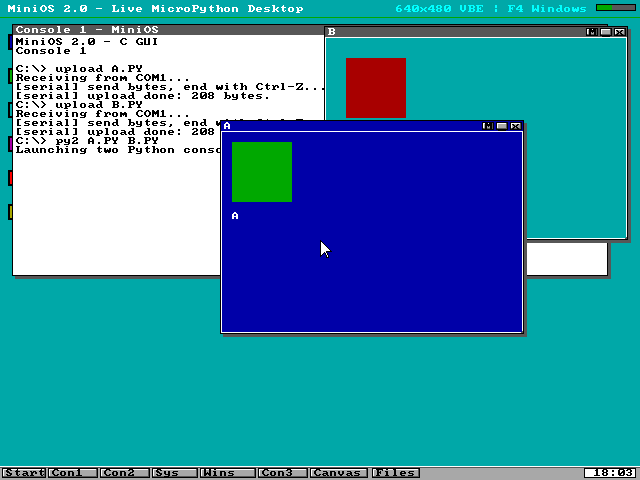 MiniOS 2.0 - Live MicroPython Desktop
640x480 VBE | F4 Windows
Console 1 - MiniOS
MiniOS 2.0 - C GUI
Console 1
C:\> upload A.PY
Receiving from COM1...
[serial] send bytes, end with Ctrl-Z...
[serial] upload done: 208 bytes.
C:\> upload B.PY
Receiving from COM1...
[serial] send bytes, en
[serial] upload done: 208
C:\> py2 A.PY B.PY
Launching two Python conso
B
M
A
M
A
Start Con1 Con2 Sys Wins Con3 Canvas Files
18:03